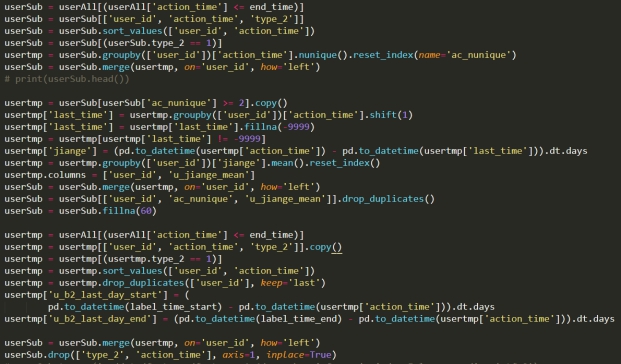 userSub = userAll[(userAll['action_time'] <= end_time)]
userSub = userSub[['user_id', 'action_time', 'type_2']]
userSub = userSub.sort_values(['user_id', 'action_time'])
userSub = userSub[(userSub.type_2 == 1)]
usertmp = userSub.groupby(['user_id'])['action_time'].nunique().reset_index(name='ac_nunique')
userSub = userSub.merge(usertmp, on='user_id', how='left')
# print(userSub.head())
usertmp = userSub[userSub['ac_nunique'] >= 2].copy()
usertmp['last_time'] = usertmp.groupby(['user_id'])['action_time'].shift(1)
usertmp['last_time'] = usertmp['last_time'].fillna(-9999)
usertmp = usertmp[usertmp['last_time'] != -9999]
usertmp['jiange'] = (pd.to_datetime(usertmp['action_time']) - pd.to_datetime(usertmp['last_time'])).dt.days
usertmp = usertmp.groupby(['user_id'])['jiange'].mean().reset_index()
usertmp.columns = ['user_id', 'u_jiange_mean']
userSub = userSub.merge(usertmp, on='user_id', how='left')
userSub = userSub[['user_id', 'ac_nunique', 'u_jiange_mean']].drop_duplicates()
userSub = userSub.fillna(60)
usertmp = userAll[(userAll['action_time'] <= end_time)]
usertmp = usertmp[['user_id', 'action_time', 'type_2']].copy()
usertmp = usertmp[(usertmp.type_2 == 1)]
usertmp = usertmp.sort_values(['user_id', 'action_time'])
usertmp = usertmp.drop_duplicates(['user_id'], keep='last')
usertmp['u_b2_last_day_start'] = (
pd.to_datetime(label_time_start) - pd.to_datetime(usertmp['action_time'])).dt.days
usertmp['u_b2_last_day_end'] = (pd.to_datetime(label_time_end) - pd.to_datetime(usertmp['action_time'])).dt.days
userSub = userSub.merge(usertmp, on='user_id', how='left')
userSub.drop(['type_2', 'action_time'], axis=1, inplace=True)